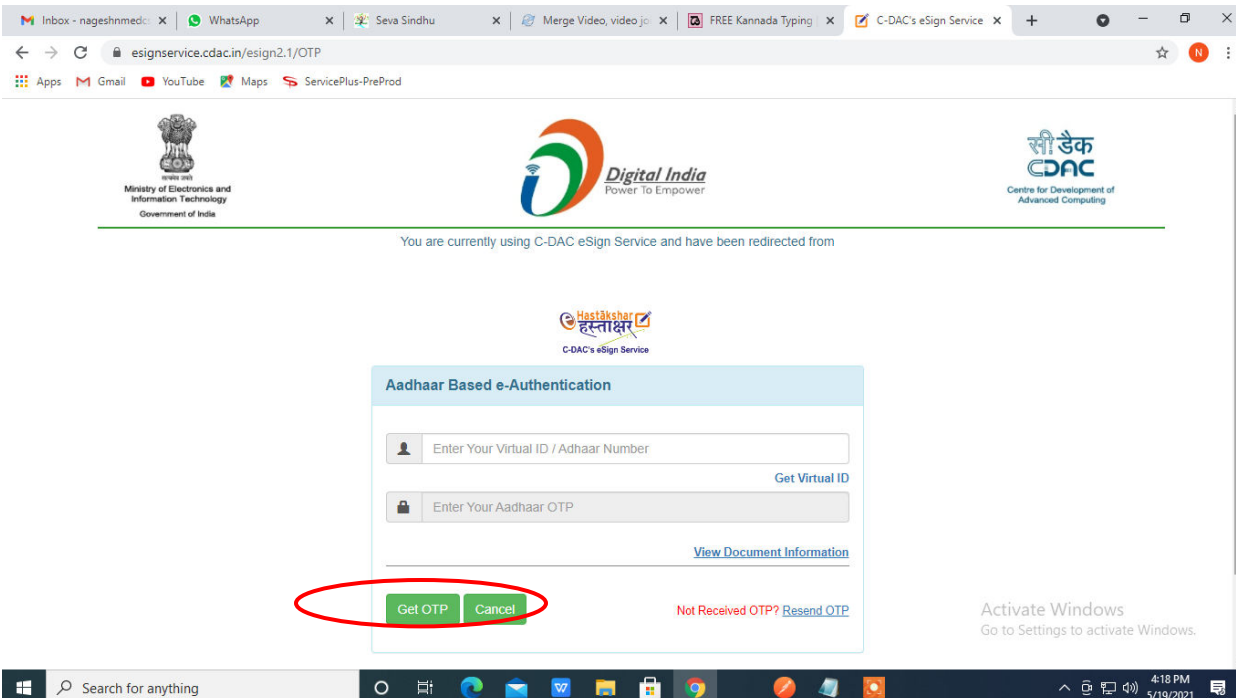 Inbox - nageshnmedc
WhatsApp
Seva Sindhu
Merge Video, video jo
FREE Kannada Typing
C-DAC's eSign Service
N
esignservice.cdac.in/esign2.1/OTP
Apps
Gmail
YouTube
Maps
ServicePlus-PreProd
सत्यमेव जयते
Ministry of Electronics and
Information Technology
Government of India
Digital India
Power To Empower
सी डैक
CDAC
Centre for Development of
Advanced Computing
You are currently using C-DAC eSign Service and have been redirected from
e Hastākshar
हस्ताक्षर
C-DAC's eSign Service
Aadhaar Based e-Authentication
Enter Your Virtual ID / Adhaar Number
Get Virtual ID
Enter Your Aadhaar OTP
View Document Information
Get OTP
Cancel
Not Received OTP? Resend OTP
Activate Windows
Go to Settings to activate Windows.
Search for anything
4:18 PM
5/19/2021